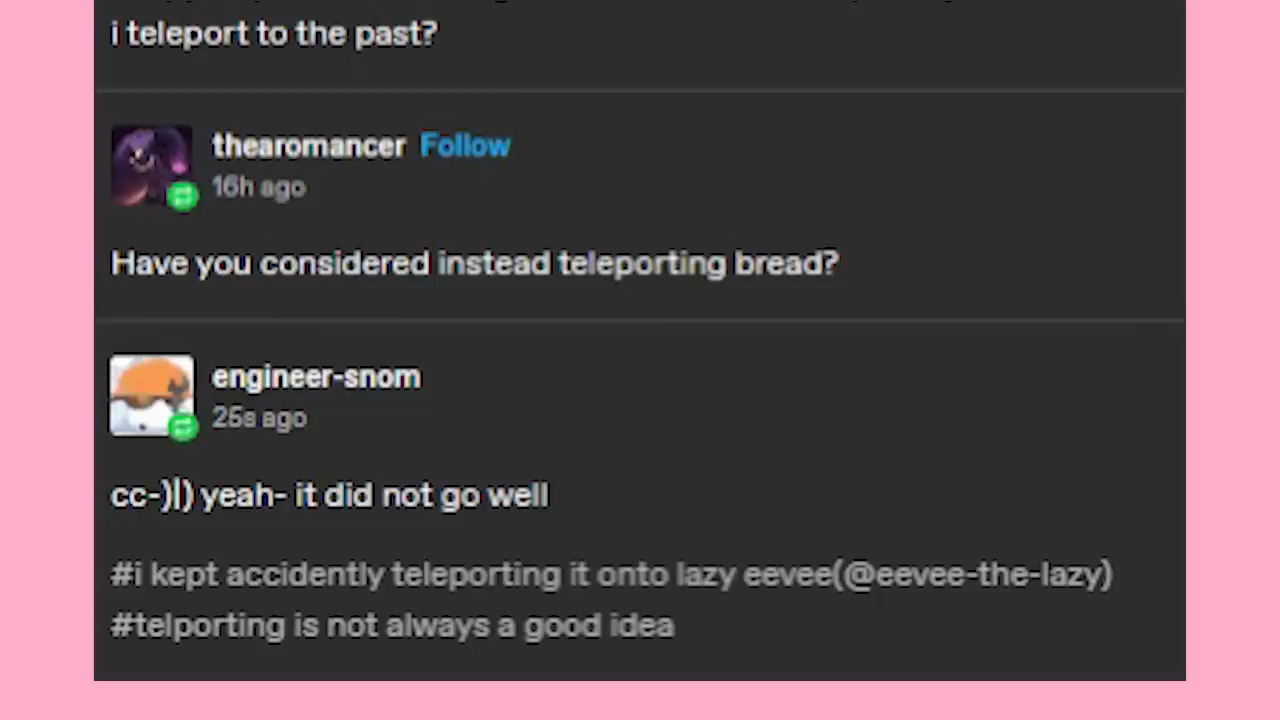 i teleport to the past?
thearomancer Follow
16h ago
Have you considered instead teleporting bread?
engineer-snom
25s ago
cc-)|) yeah- it did not go well
#i kept accidently teleporting it onto lazy eevee(@eevee-the-lazy)
#telporting is not always a good idea